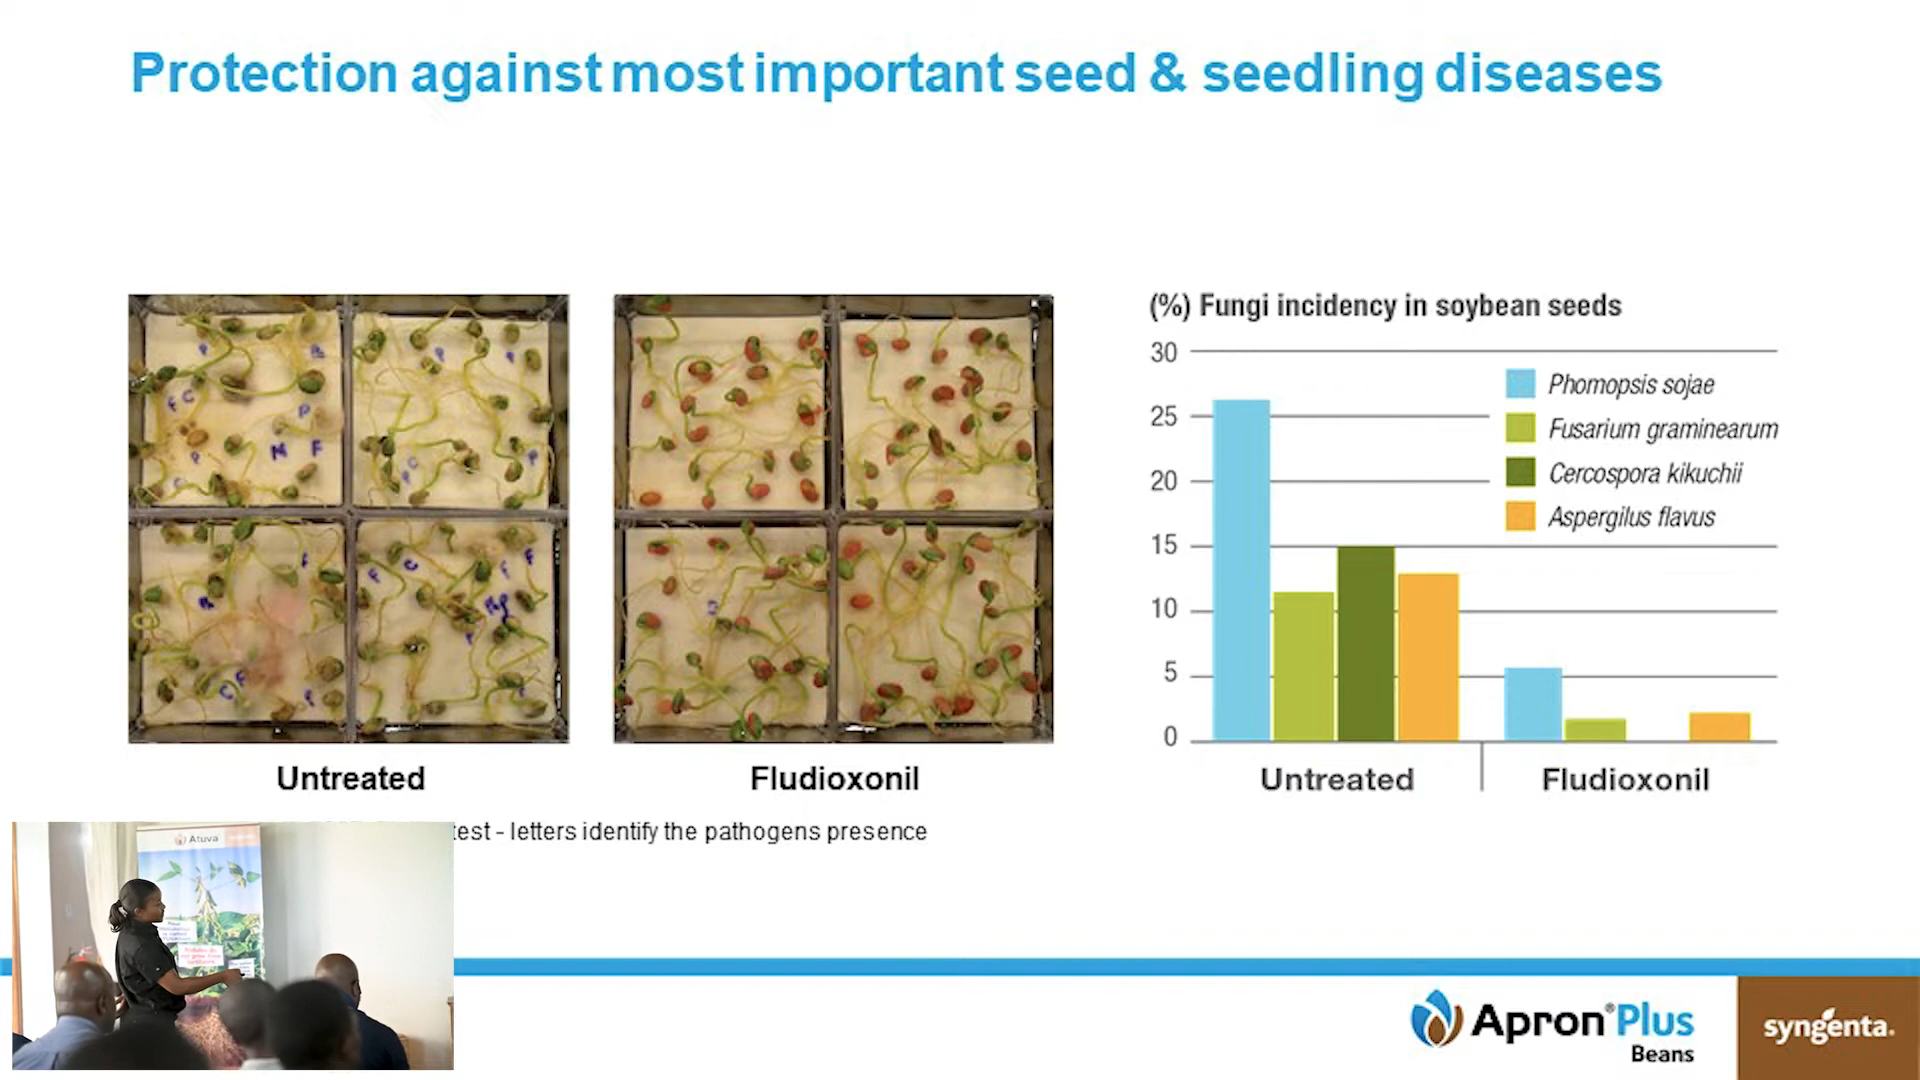 Protection against most important seed & seedling diseases
(%) Fungi incidency in soybean seeds
30
25
20
15
10
5
0
Phomopsis sojae
Fusarium graminearum
Cercospora kikuchii
Aspergilus flavus
Untreated
Fludioxonil
Untreated
Fludioxonil
test - letters identify the pathogens presence
Atuva
Apron® Plus
Beans
syngenta.